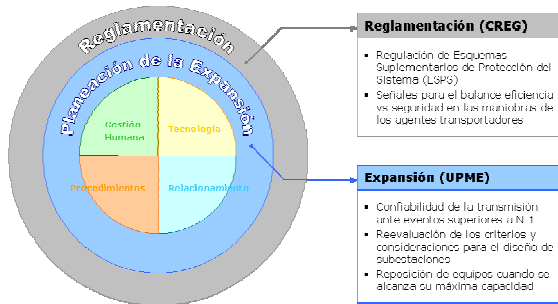 Reglamentación
Planeación de la Expansión
Gestión
Humana
Tecnología
Procedimientos
Relacionamiento
Reglamentación (CREG)
Regulación de Esquemas
Suplementarios de Protección del
Sistema (ESPS)
Señales para el balance eficiencia
vs seguridad en las maniobras de
los agentes transportadores
Expansión (UPME)
Confiabilidad de la transmisión
ante eventos superiores a N-1
Reevaluación de los criterios y
consideraciones para el diseño de
subestaciones
Reposición de equipos cuando se
alcanza su máxima capacidad